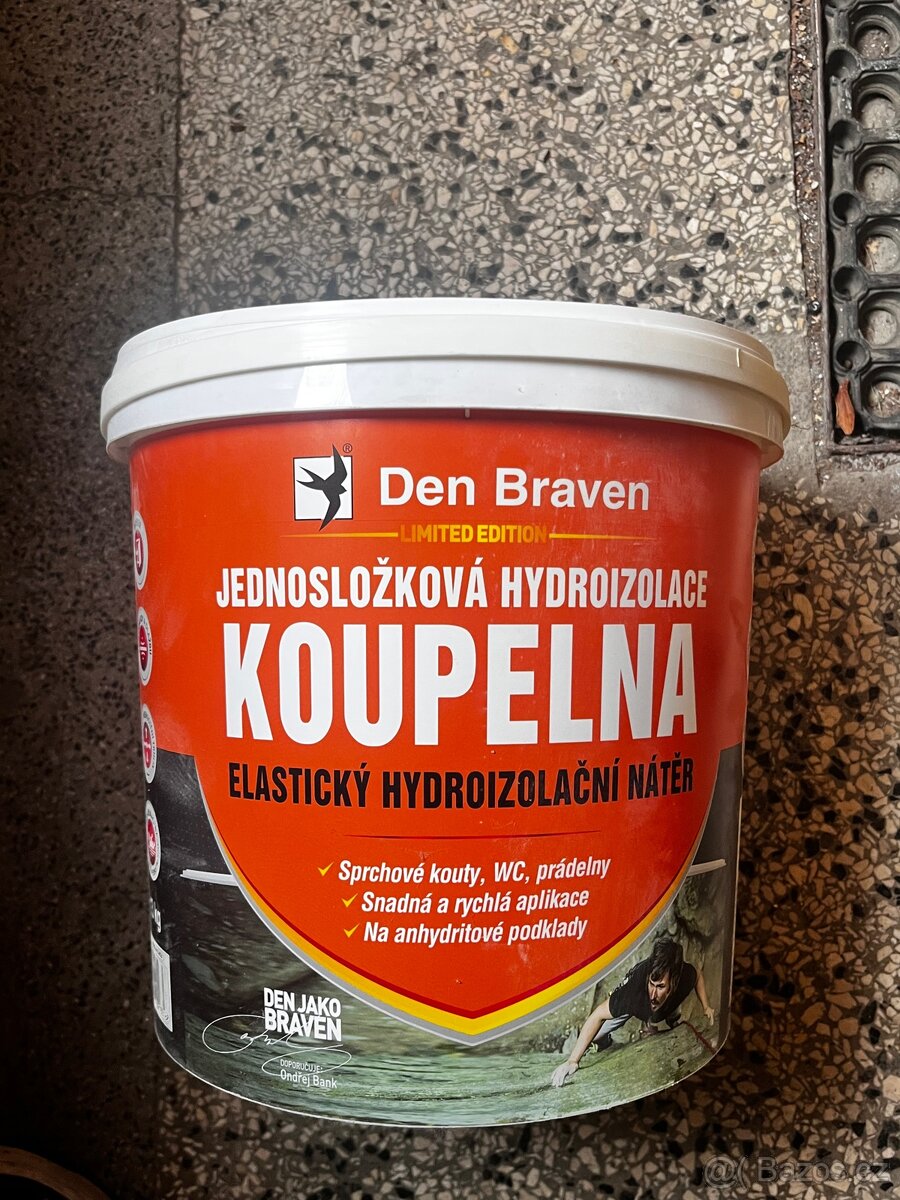 ®
Den Braven
LIMITED EDITION
JEDNOSLOŽKOVÁ HYDROIZOLACE
KOUPELNA
ELASTICKÝ HYDROIZOLAČNÍ NÁTĚR
✓ Sprchové kouty, WC, prádelny
✓ Snadná a rychlá aplikace
✓ Na anhydritové podklady
kg
DEN JAKO
BRAVEN
DOPORUČUJE:
Ondřej Bank
@( Bazos.cz